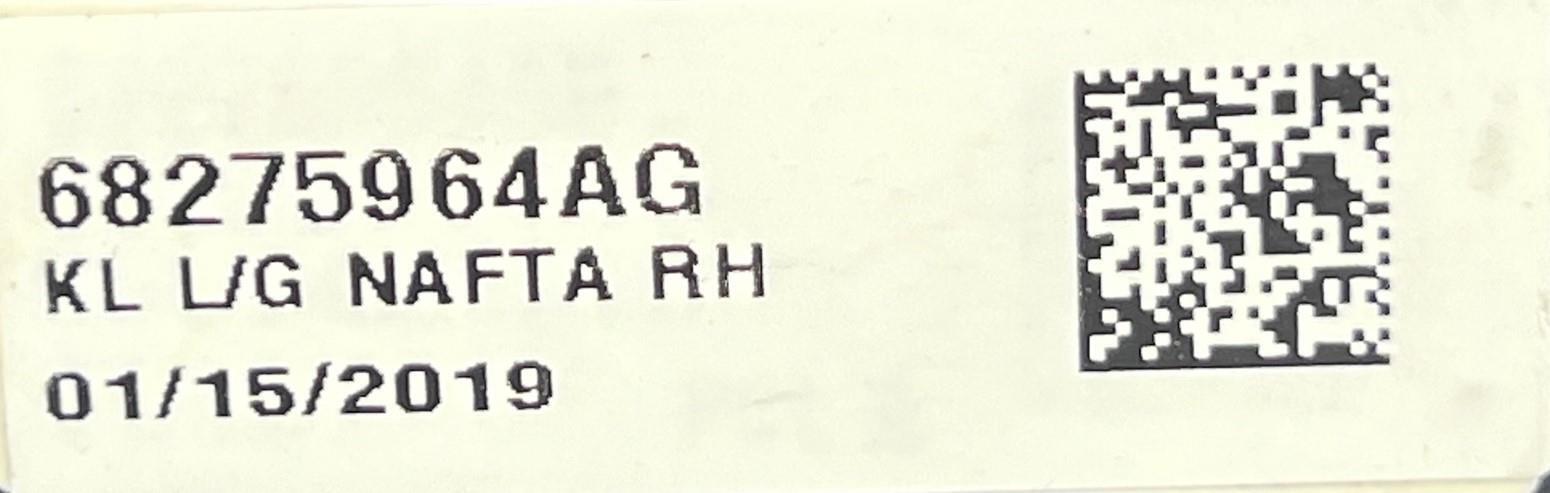 68275964AG
KL L/G NAFTA RH
01/15/2019